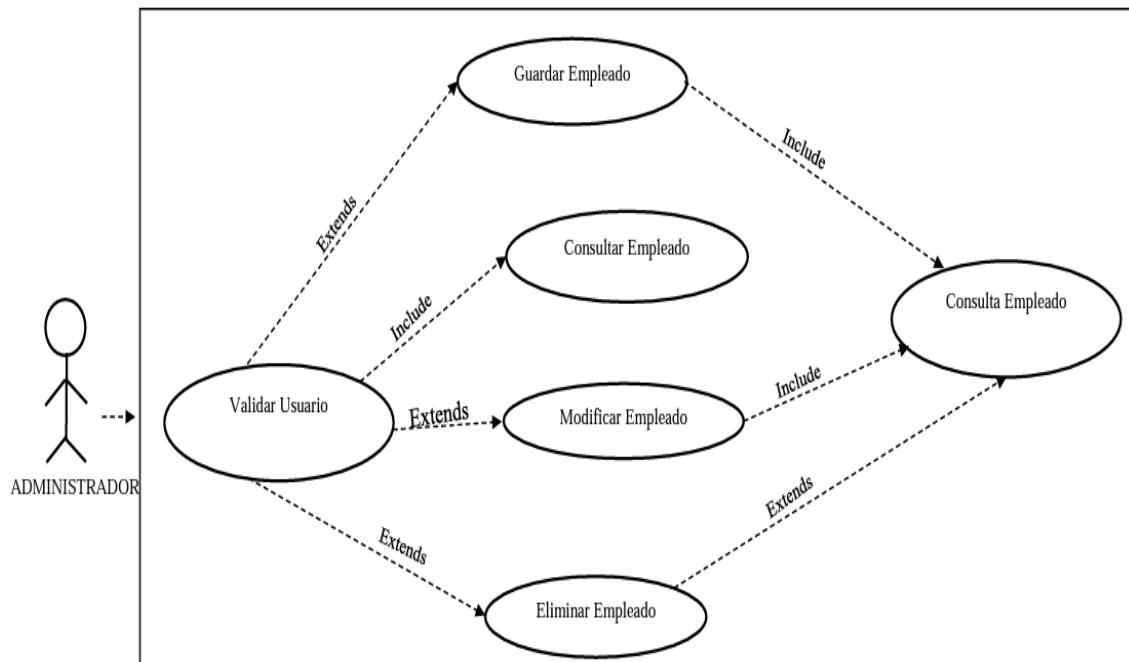 Guardar Empleado
Include
Extends
Consultar Empleado
Include
Consulta Empleado
Validar Usuario
Extends
Modificar Empleado
Include
ADMINISTRADOR
Extends
Extends
Eliminar Empleado